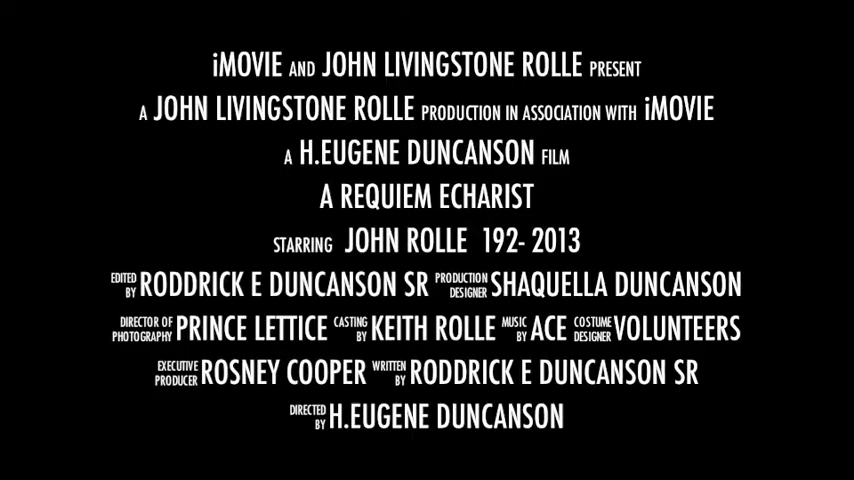 iMOVIE AND JOHN LIVINGSTONE ROLLE PRESENT
A JOHN LIVINGSTONE ROLLE PRODUCTION IN ASSOCIATION WITH iMOVIE
A H.EUGENE DUNCANSON FILM
A REQUIEM ECHARIST
STARRING JOHN ROLLE 192- 2013
EDITED BY RODDRICK E DUNCANSON SR PRODUCTION DESIGNER SHAQUELLA DUNCANSON
DIRECTOR OF PHOTOGRAPHY PRINCE LETTICE CASTING BY KEITH ROLLE MUSIC BY ACE COSTUME DESIGNER VOLUNTEERS
EXECUTIVE PRODUCER ROSNEY COOPER WRITTEN BY RODDRICK E DUNCANSON SR
DIRECTED BY H.EUGENE DUNCANSON